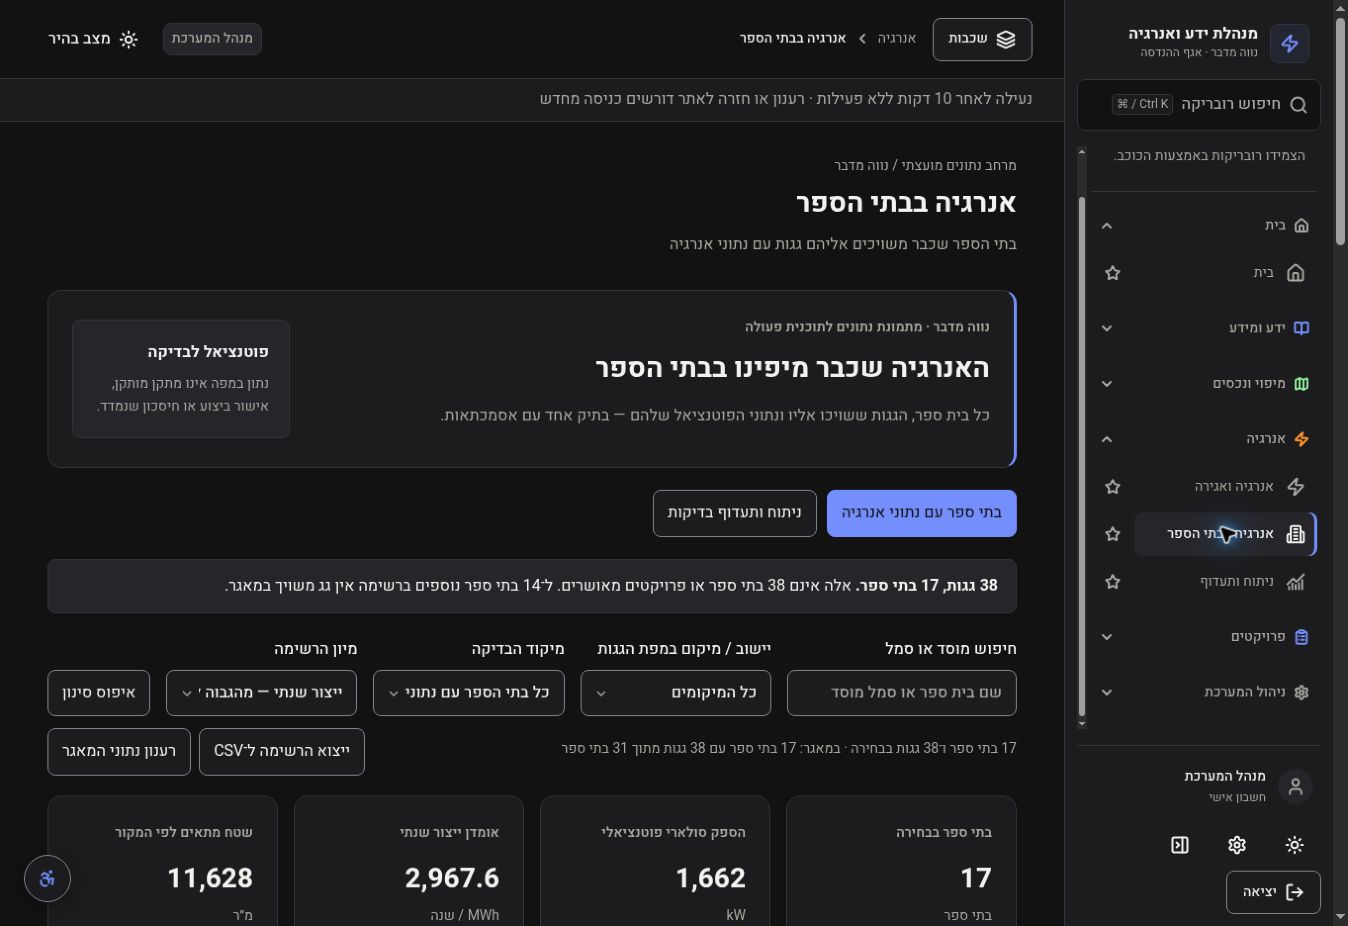 מנהלת ידע ואנרגיה
נווה מדבר · אגף ההנדסה
חיפוש רובריקה
⌘ / Ctrl K
הצמידו רובריקות באמצעות הכוכב.
בית
בית
ידע ומידע
מיפוי ונכסים
אנרגיה
אנרגיה ואגירה
אנרגיה בבתי הספר
ניתוח ותעדוף
פרויקטים
ניהול המערכת
מנהל המערכת
חשבון אישי
יציאה
שכבות
אנרגיה
אנרגיה בבתי הספר
מנהל המערכת
מצב בהיר
נעילה לאחר 10 דקות ללא פעילות · רענון או חזרה לאתר דורשים כניסה מחדש
מרחב נתונים מועצתי / נווה מדבר
אנרגיה בבתי הספר
בתי הספר שכבר משויכים אליהם גגות עם נתוני אנרגיה
נווה מדבר · מתמונת נתונים לתוכנית פעולה
האנרגיה שכבר מיפינו בבתי הספר
כל בית ספר, הגגות ששויכו אליו ונתוני הפוטנציאל שלהם — בתיק אחד עם אסמכתאות.
פוטנציאל לבדיקה
נתון במפה אינו מתקן מותקן,
אישור ביצוע או חיסכון שנמדד.
בתי ספר עם נתוני אנרגיה
ניתוח ותעדוף בדיקות
38 גגות, 17 בתי ספר. אלה אינם 38 בתי ספר או פרויקטים מאושרים. ל־14 בתי ספר נוספים ברשימה אין גג משויך במאגר.
חיפוש מוסד או סמל
יישוב / מיקום במפת הגגות
מיקוד הבדיקה
מיון הרשימה
שם בית ספר או סמל מוסד
כל המיקומים
כל בתי הספר עם נתוני
ייצור שנתי — מהגבוה
איפוס סינון
17 בתי ספר ו־38 גגות בבחירה · במאגר: 17 בתי ספר עם 38 גגות מתוך 31 בתי ספר
ייצוא הרשימה ל־CSV
רענון נתוני המאגר
בתי ספר בבחירה
17
בתי ספר
הספק סולארי פוטנציאלי
1,662
kW
אומדן ייצור שנתי
2,967.6
MWh / שנה
שטח מתאים לפי המקור
11,628
מ״ר